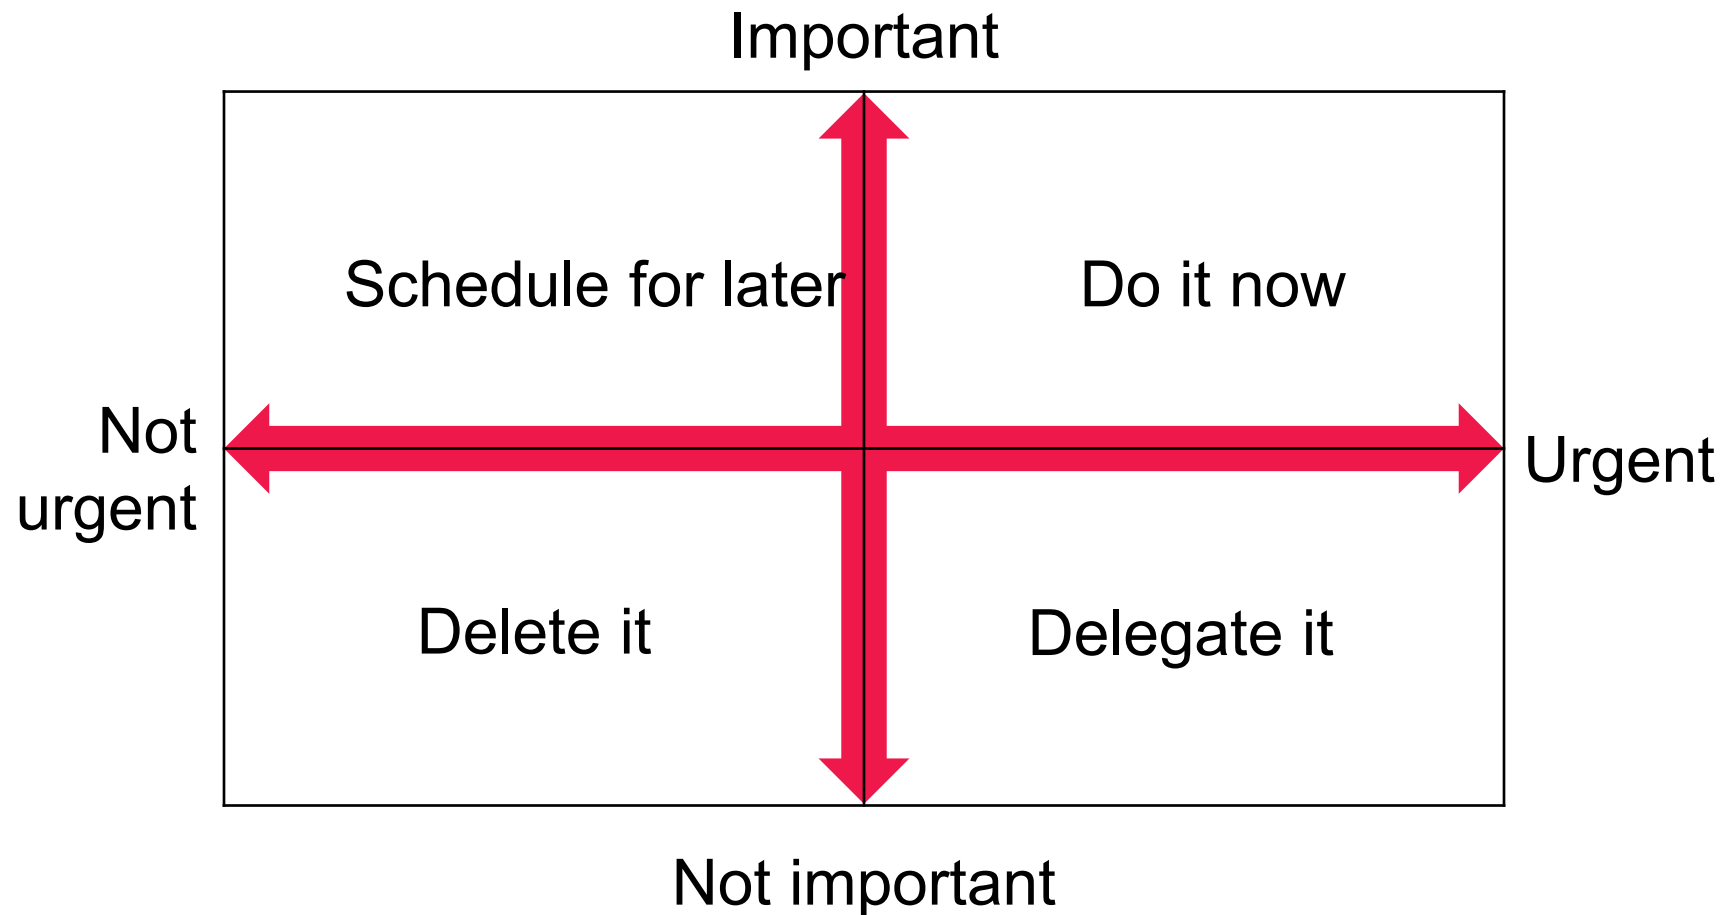 Important
Schedule for later
Do it now
Not
urgent
Urgent
Delete it
Delegate it
Not important